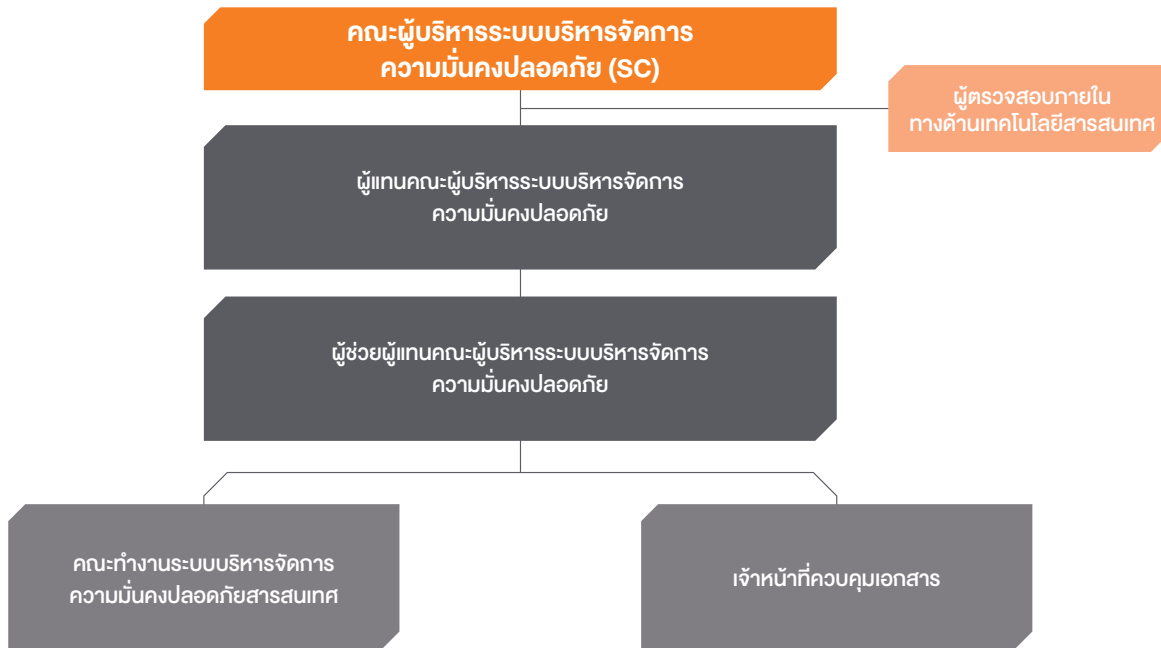 คณะผู้บริหารระบบบริหารจัดการ
ความมั่นคงปลอดภัย (SC)
ผู้ตรวจสอบภายใน
ทางด้านเทคโนโลยีสารสนเทศ
ผู้แทนคณะผู้บริหารระบบบริหารจัดการ
ความมั่นคงปลอดภัย
ผู้ช่วยผู้แทนคณะผู้บริหารระบบบริหารจัดการ
ความมั่นคงปลอดภัย
คณะทำงานระบบบริหารจัดการ
ความมั่นคงปลอดภัยสารสนเทศ
เจ้าหน้าที่ควบคุมเอกสาร